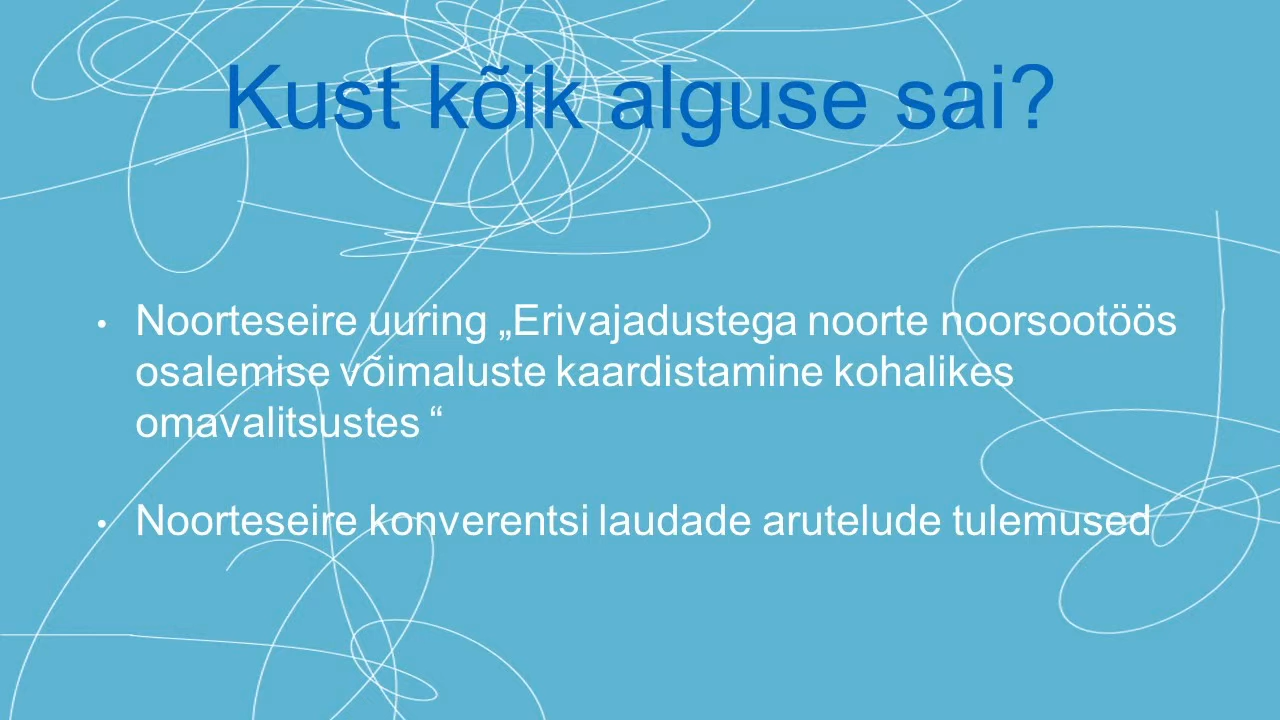 Kust kõik alguse sai?
• Noorteseire uuring „Erivajadustega noorte noorsootöös
osalemise võimaluste kaardistamine kohalikes
omavalitsustes “
• Noorteseire konverentsi laudade arutelude tulemused